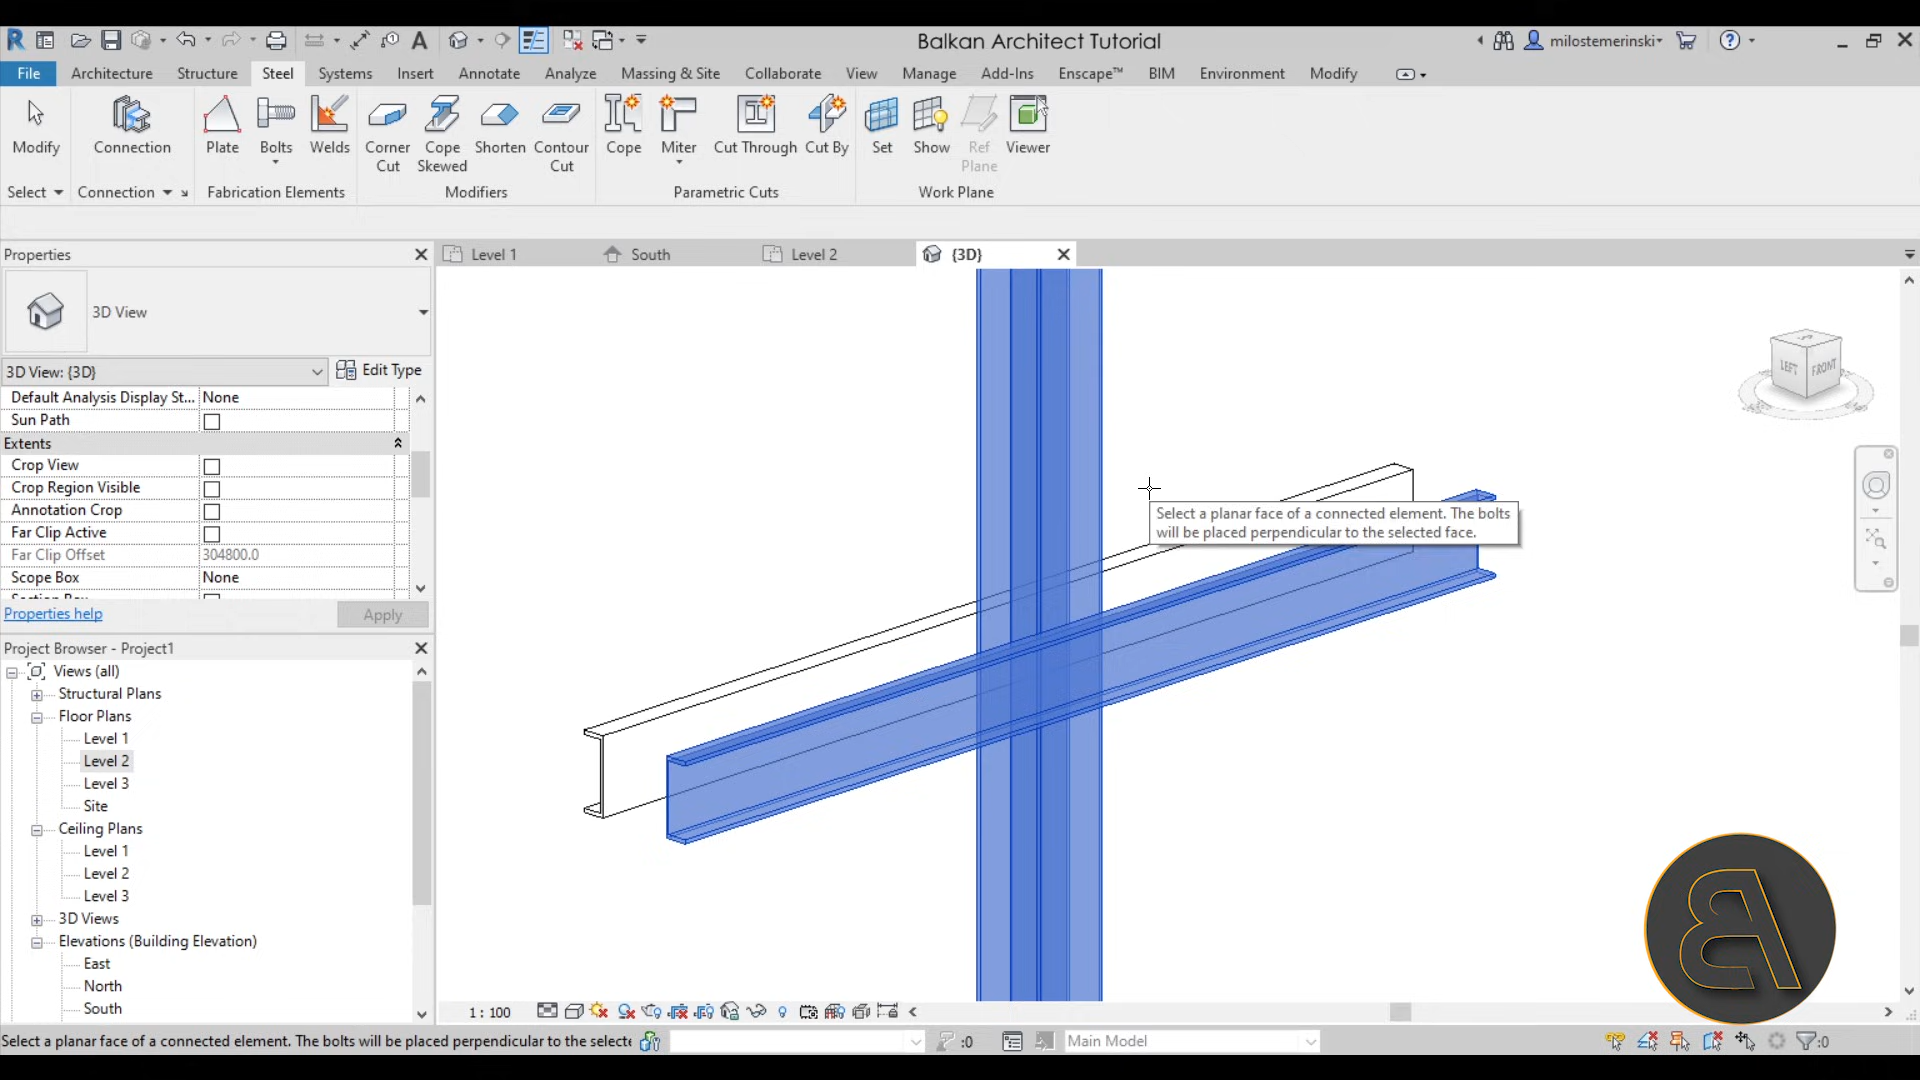 Balkan Architect Tutorial
milostemerinski
File Architecture Structure Steel Systems Insert Annotate Analyze Massing & Site Collaborate View Manage Add-Ins Enscape™ BIM Environment Modify
Modify Connection Plate Bolts Welds Corner Cut Cope Skewed Shorten Contour Cut Cope Miter Cut Through Cut By Set Show Ref Plane Viewer
Select Connection Fabrication Elements Modifiers Parametric Cuts Work Plane
Properties
Level 1 South Level 2 {3D}
3D View
3D View: {3D} Edit Type
Default Analysis Display St... None
Sun Path
Extents
Crop View
Crop Region Visible
Annotation Crop
Far Clip Active
Far Clip Offset 304800.0
Scope Box None
Properties help Apply
LEFT FRONT
Select a planar face of a connected element. The bolts
will be placed perpendicular to the selected face.
Project Browser - Project1
Views (all)
Structural Plans
Floor Plans
Level 1
Level 2
Level 3
Site
Ceiling Plans
Level 1
Level 2
Level 3
3D Views
Elevations (Building Elevation)
East
North
South
1 : 100
Select a planar face of a connected element. The bolts will be placed perpendicular to the selecte :0 Main Model :0